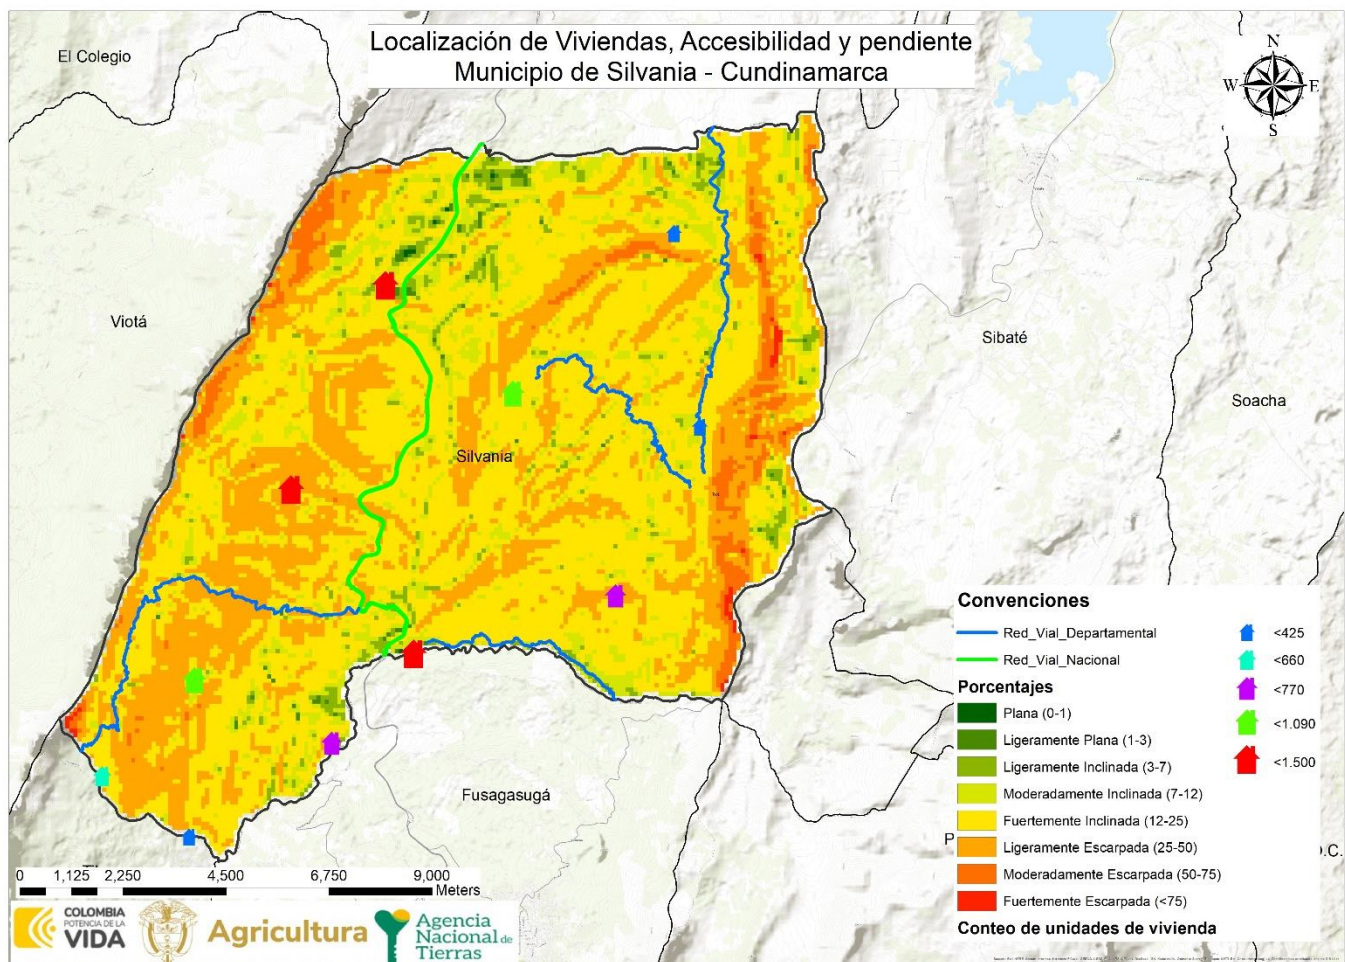 Localización de Viviendas, Accesibilidad y pendiente
Municipio de Silvania - Cundinamarca
El Colegio
N
W E
S
Viotá
Sibaté
Soacha
Silvania
Fusagasugá
P
D.C.
Convenciones
Red_Vial_Departamental
Red_Vial_Nacional
<425
<660
<770
<1.090
<1.500
Porcentajes
Plana (0-1)
Ligeramente Plana (1-3)
Ligeramente Inclinada (3-7)
Moderadamente Inclinada (7-12)
Fuertemente Inclinada (12-25)
Ligeramente Escarpada (25-50)
Moderadamente Escarpada (50-75)
Fuertemente Escarpada (<75)
Conteo de unidades de vivienda
0 1,125 2,250 4,500 6,750 9,000
Meters
COLOMBIA
POTENCIA DE LA
VIDA
Agricultura
Agencia
Nacional de
Tierras